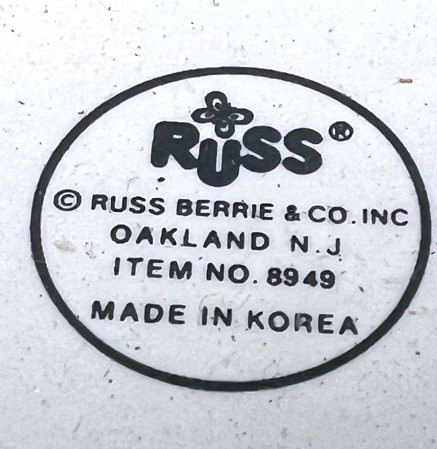 RUSS®
© RUSS BERRIE & CO. INC
OAKLAND N.J
ITEM NO. 8949
MADE IN KOREA